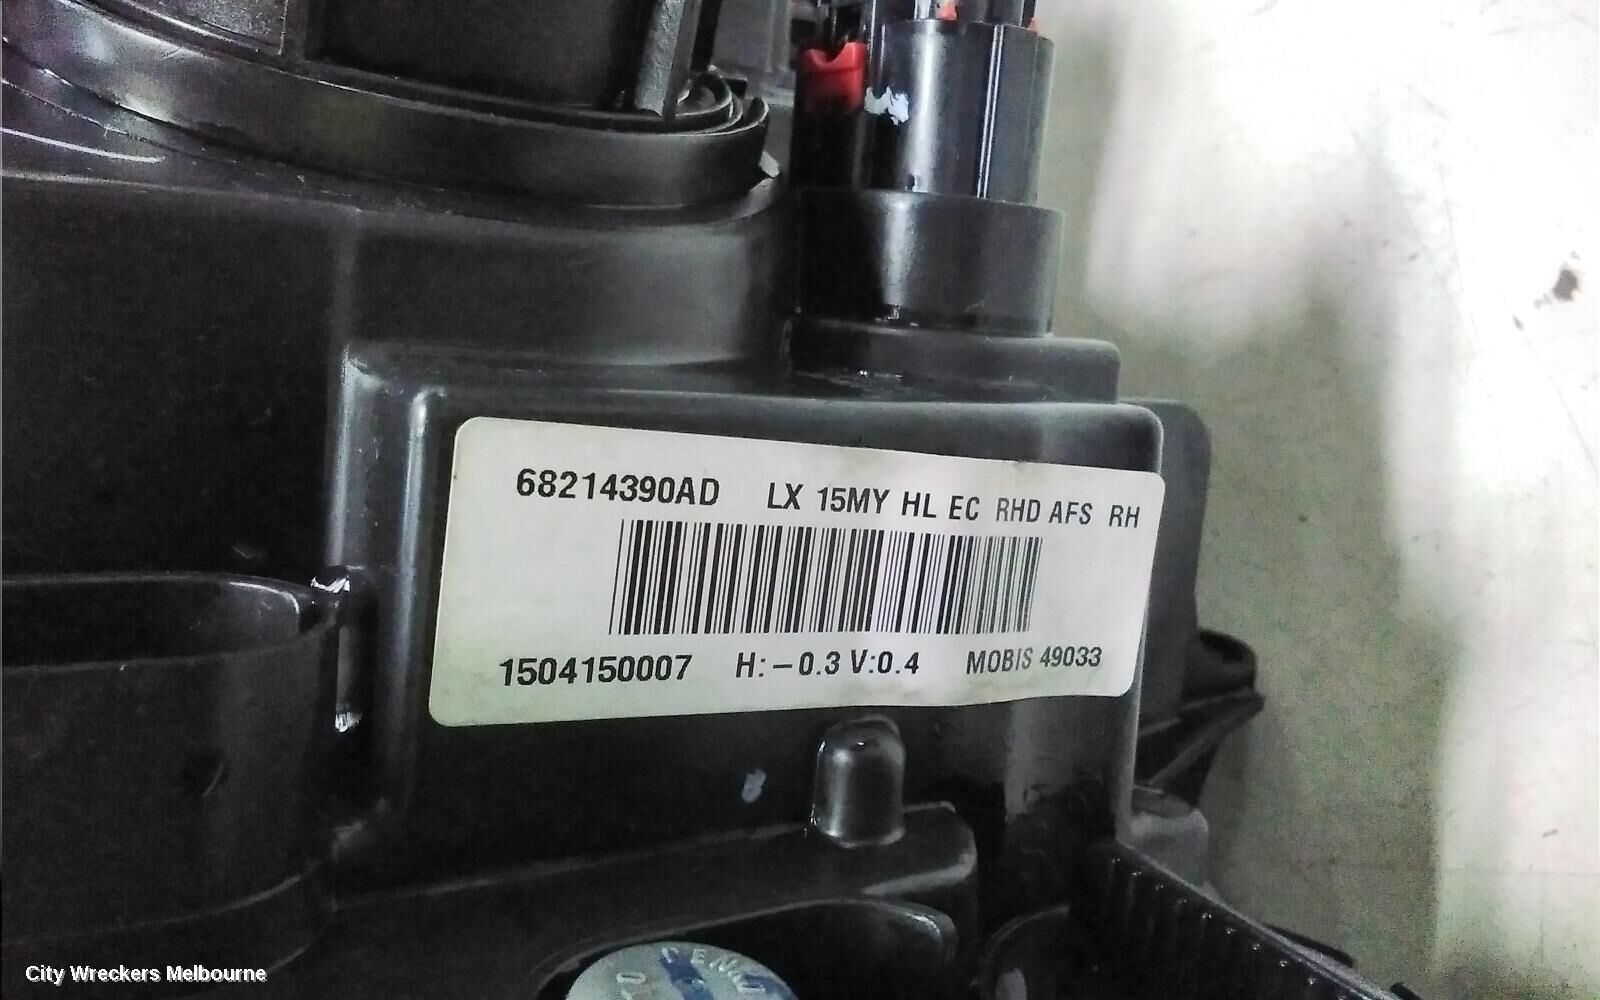 68214390AD LX 15MY HL EC RHD AFS RH
1504150007 H:-0.3 V:0.4 MOBIS 49033
City Wreckers Melbourne